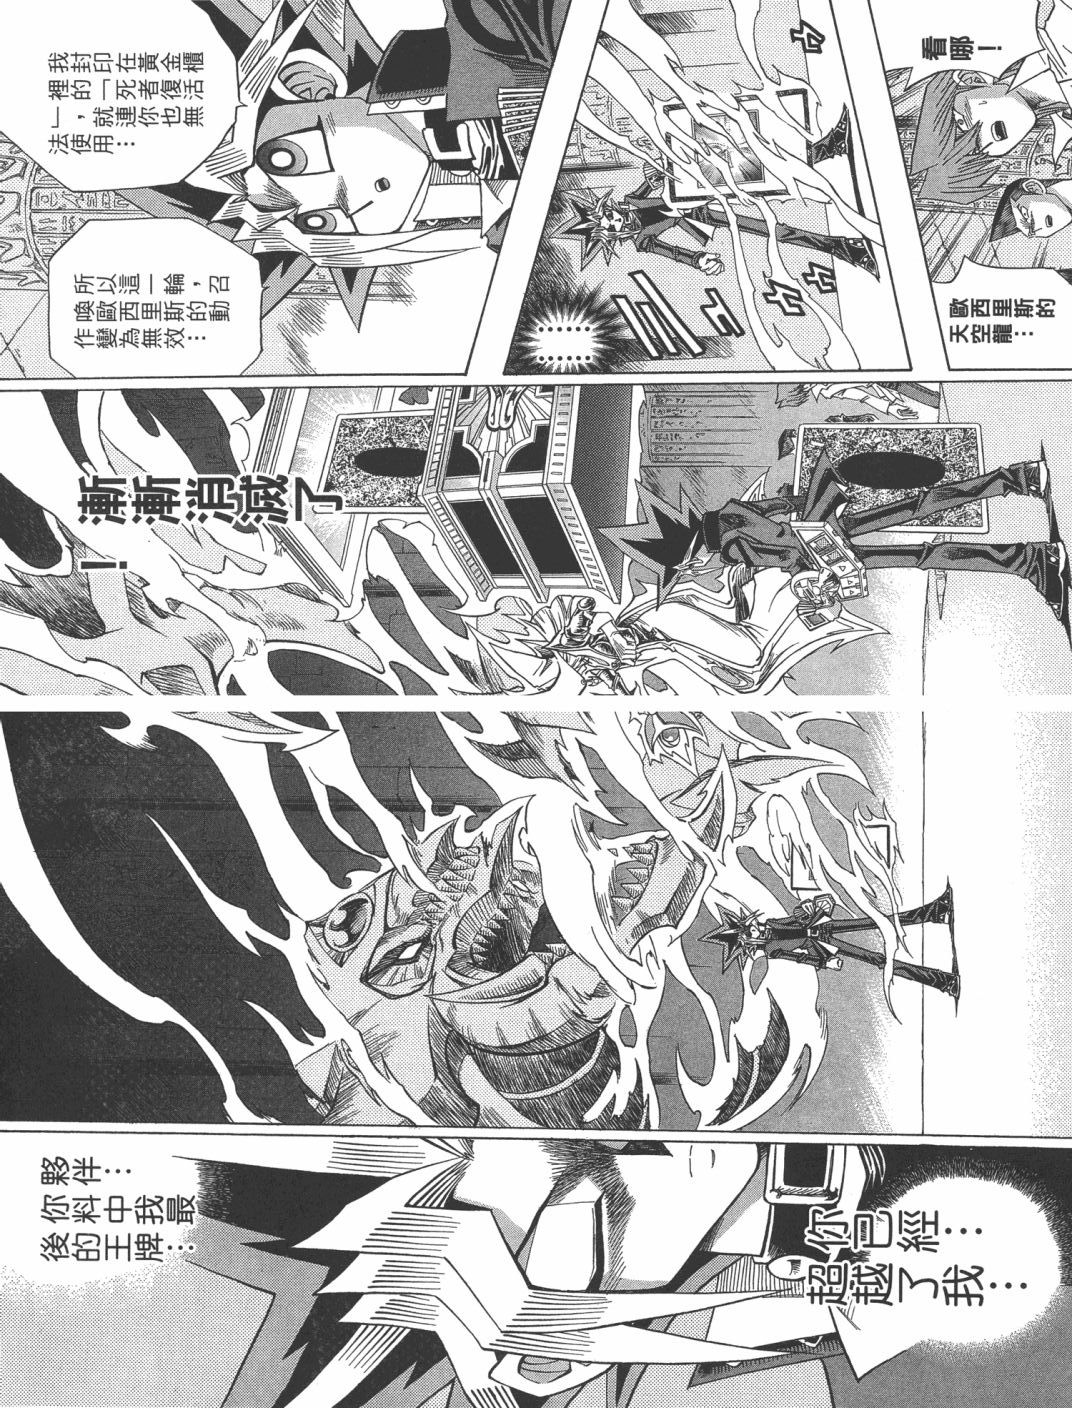 我封印在黃金櫃
裡的「死者復活
」，就連你也無
法使用…
所以這一輪，召
喚歐西里斯的動
作變為無效…
………
………
看哪！
歐西里斯的
天空龍…
漸漸消滅了
！
夥伴…
你料中我最
後的王牌…
你已經…
超越了我…